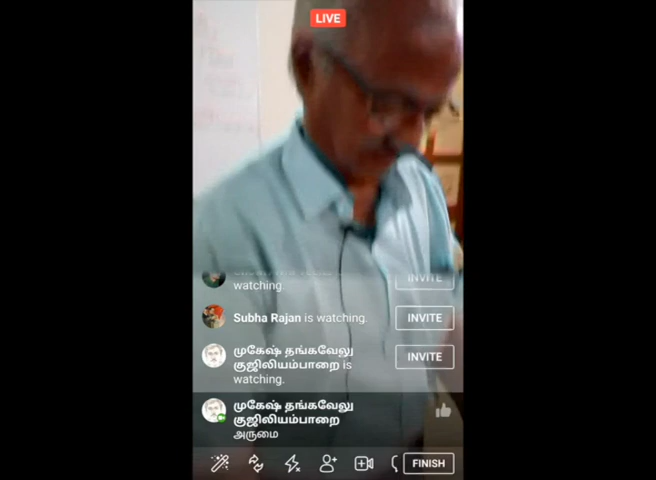 LIVE
watching.
INVITE
Subha Rajan is watching.
INVITE
முகேஷ் தங்கவேலு
குஜிலியம்பாறை is
watching.
INVITE
முகேஷ் தங்கவேலு
குஜிலியம்பாறை
அருமை
FINISH